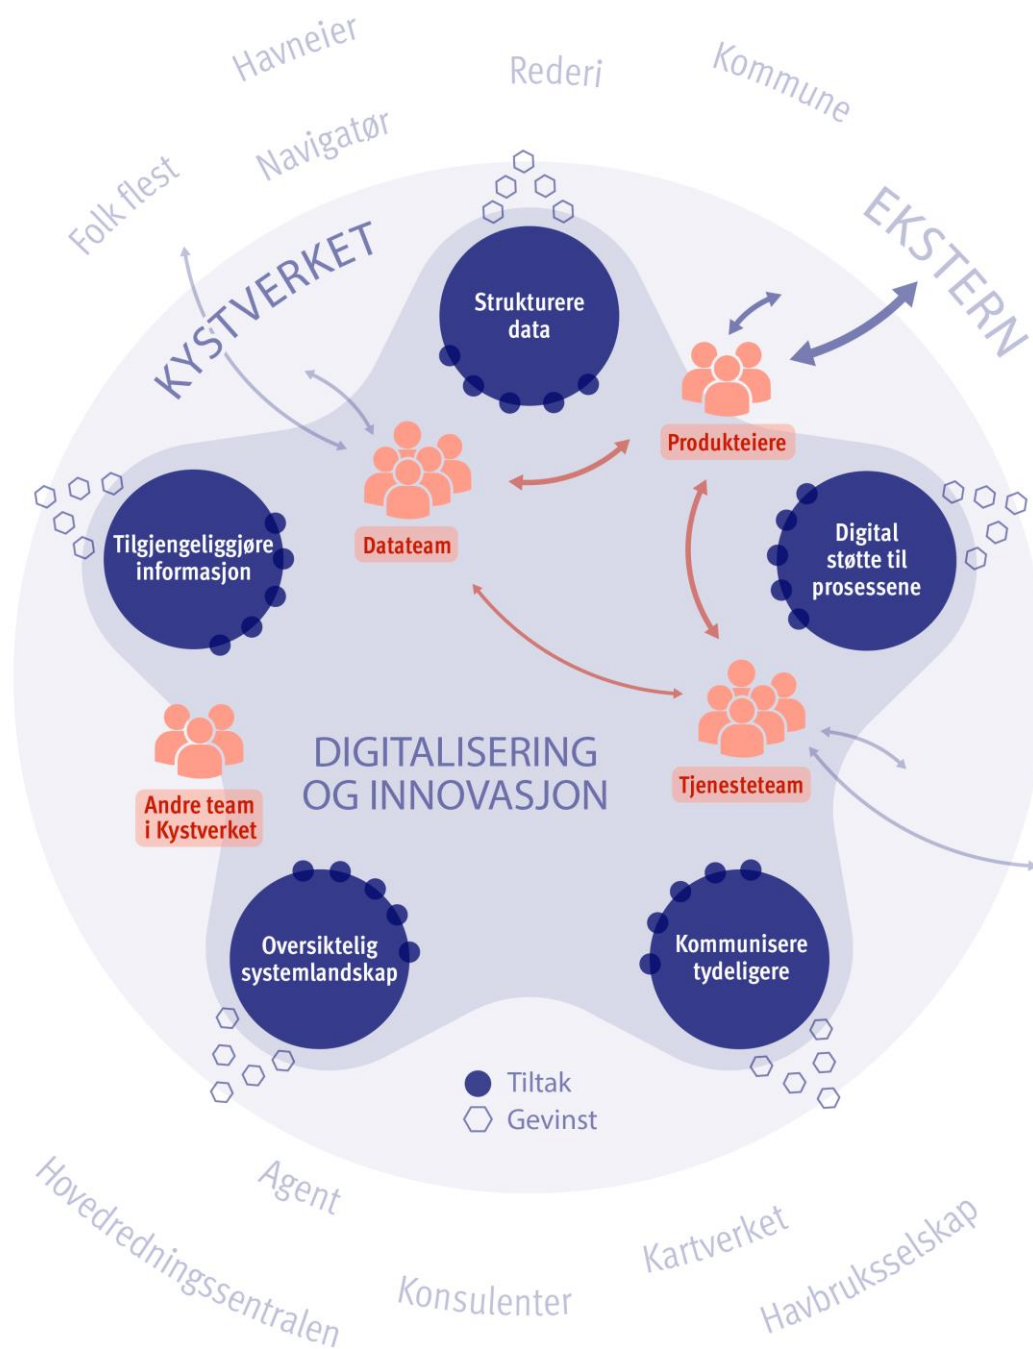 Havneier
Rederi
Kommune
Navigatør
Folk flest
KYSTVERKET
EKSTERN
Strukturere
data
Produkteiere
Datateam
Tilgjengeliggjøre
informasjon
Digital
støtte til
prosessene
DIGITALISERING
OG INNOVASJON
Tjenesteteam
Andre team
i Kystverket
Oversiktelig
systemlandskap
Kommunisere
tydeligere
Tiltak
Gevinst
Agent
Hovedredningssentralen
Konsulenter
Kartverket
Havbruksselskap